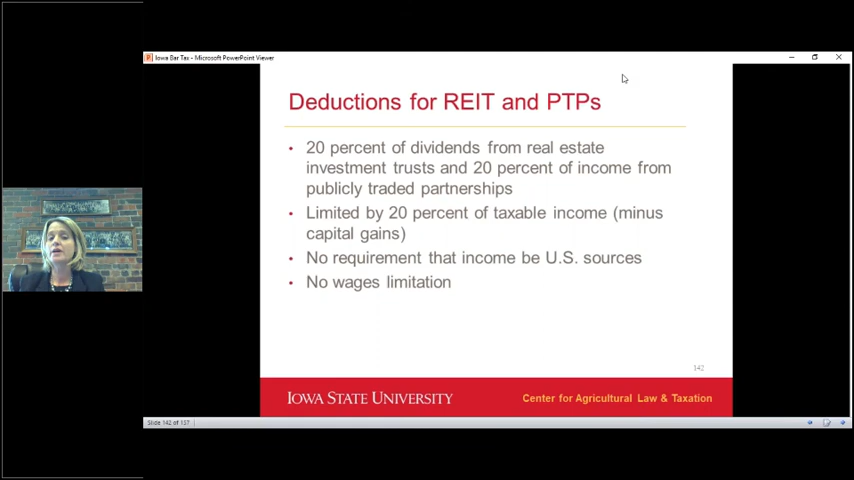 Iowa Bar Tax - Microsoft PowerPoint Viewer
Deductions for REIT and PTPs
• 20 percent of dividends from real estate
investment trusts and 20 percent of income from
publicly traded partnerships
• Limited by 20 percent of taxable income (minus
capital gains)
• No requirement that income be U.S. sources
• No wages limitation
142
IOWA STATE UNIVERSITY
Center for Agricultural Law & Taxation
Slide 142 of 157